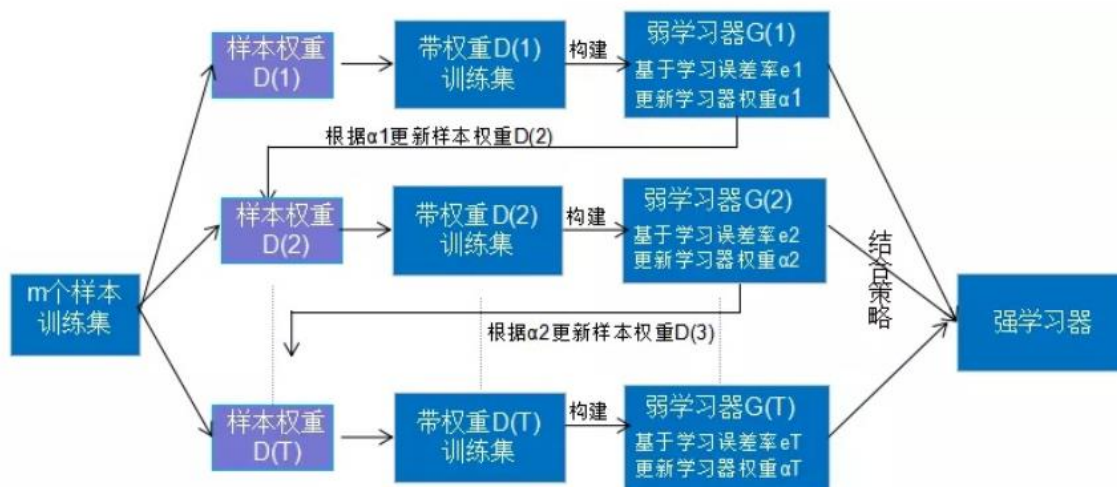 样本权重
D(1)
带权重D(1)
训练集
构建
弱学习器G(1)
基于学习误差率e1
更新学习器权重α1
根据α1更新样本权重D(2)
样本权重
D(2)
带权重D(2)
训练集
构建
弱学习器G(2)
基于学习误差率e2
更新学习器权重α2
m个样本
训练集
结合策略
强学习器
根据α2更新样本权重D(3)
样本权重
D(T)
带权重D(T)
训练集
构建
弱学习器G(T)
基于学习误差率eT
更新学习器权重αT